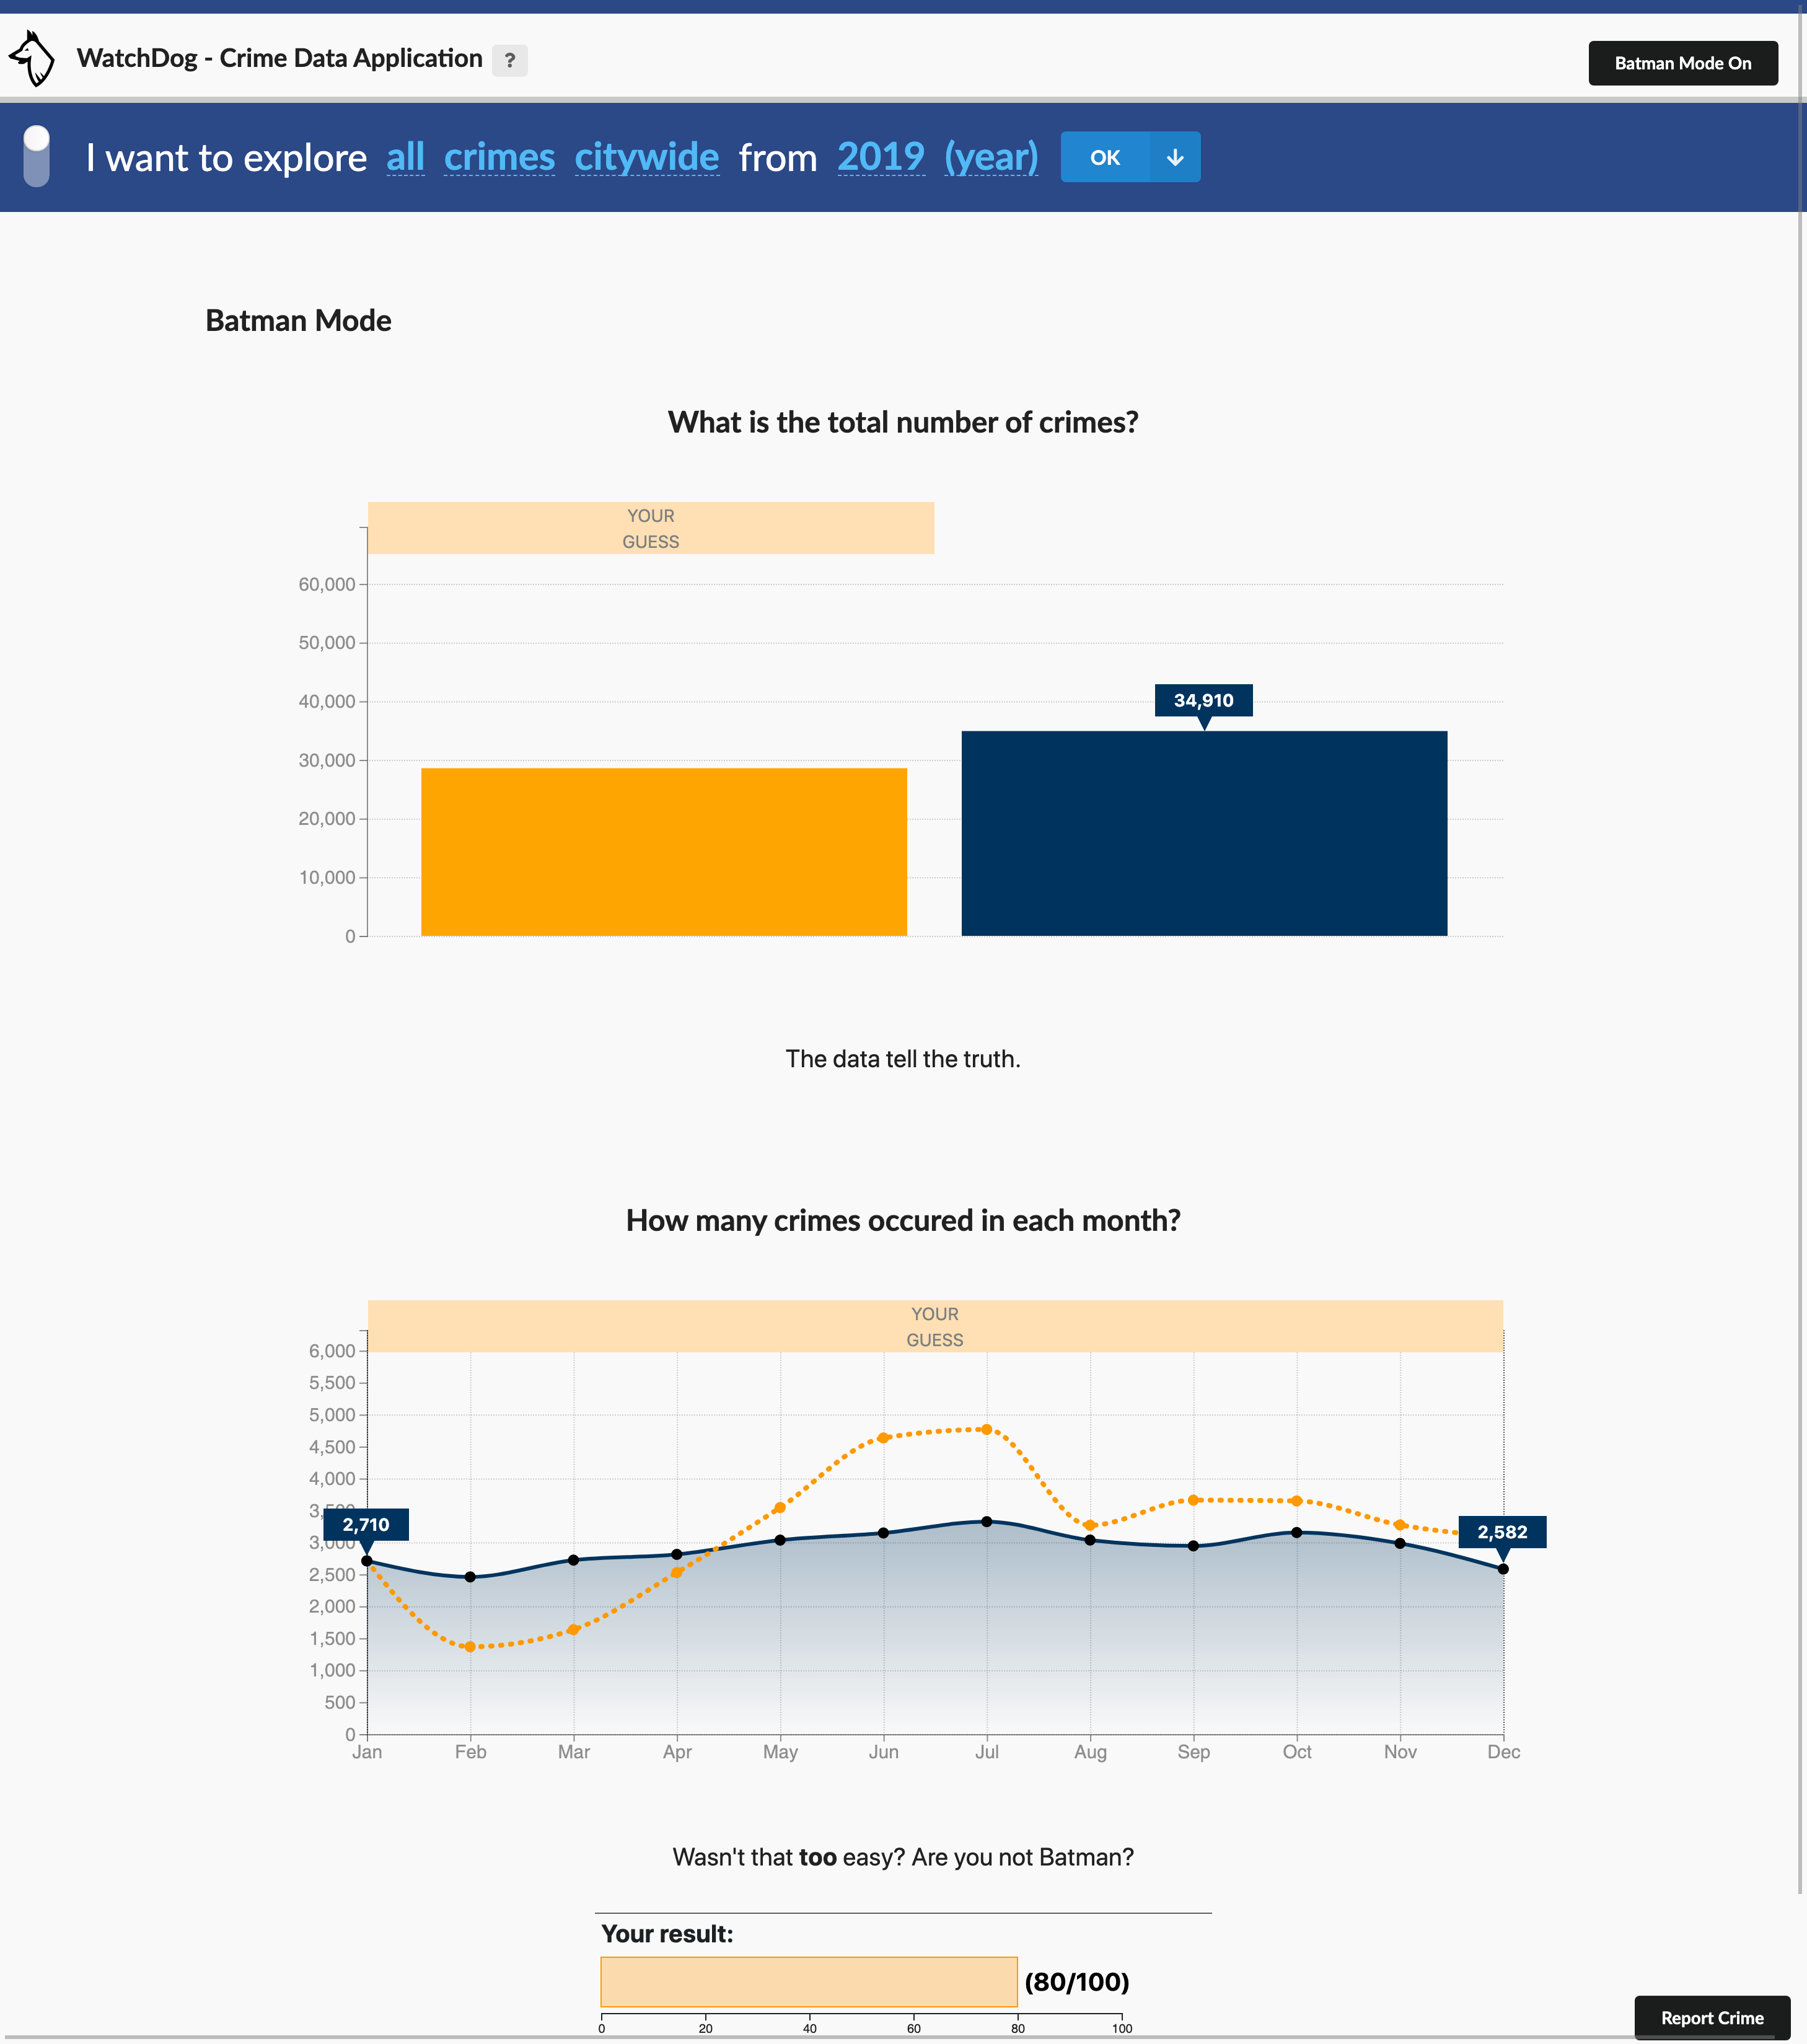 WatchDog - Crime Data Application ?
Batman Mode On
I want to explore all crimes citywide from 2019 (year) OK
Batman Mode
What is the total number of crimes?
YOUR
GUESS
60,000
50,000
40,000
34,910
30,000
20,000
10,000
0
The data tell the truth.
How many crimes occured in each month?
YOUR
GUESS
6,000
5,500
5,000
4,500
4,000
3,500
2,710
2,582
3,000
2,500
2,000
1,500
1,000
500
0
Jan Feb Mar Apr May Jun Jul Aug Sep Oct Nov Dec
Wasn't that too easy? Are you not Batman?
Your result:
(80/100)
0 20 40 60 80 100
Report Crime